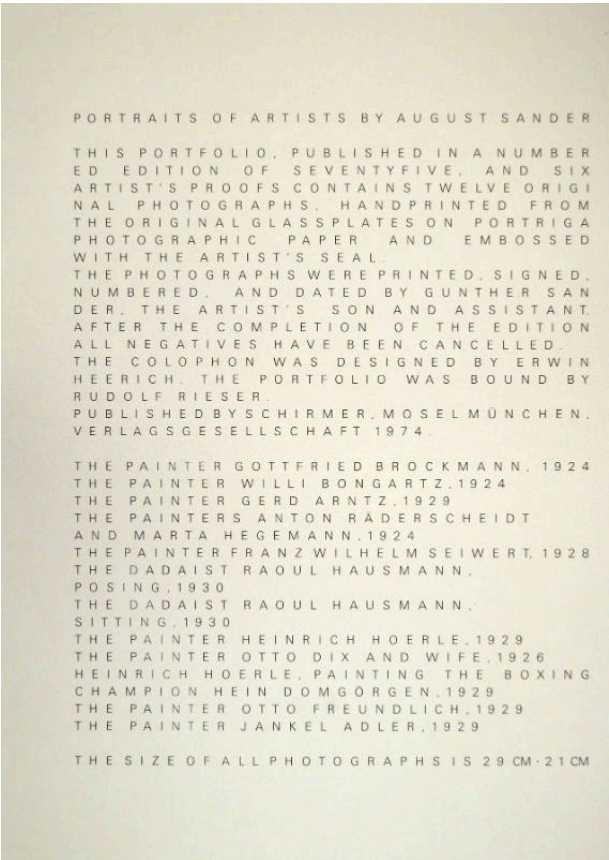 PORTRAITS OF ARTISTS BY AUGUST SANDER
THIS PORTFOLIO, PUBLISHED IN A NUMBER
ED EDITION OF SEVENTYFIVE, AND SIX
ARTIST'S PROOFS CONTAINS TWELVE ORIGI
NAL PHOTOGRAPHS, HANDPRINTED FROM
THE ORIGINAL GLASSPLATES ON PORTRIGA
PHOTOGRAPHIC PAPER AND EMBOSSED
WITH THE ARTIST'S SEAL.
THE PHOTOGRAPHS WERE PRINTED, SIGNED,
NUMBERED, AND DATED BY GUNTHER SAN
DER, THE ARTIST'S SON AND ASSISTANT.
AFTER THE COMPLETION OF THE EDITION
ALL NEGATIVES HAVE BEEN CANCELLED.
THE COLOPHON WAS DESIGNED BY ERWIN
HEERICH, THE PORTFOLIO WAS BOUND BY
RUDOLF RIESER.
PUBLISHED BY SCHIRMER, MOSEL MÜNCHEN,
VERLAGSGESELLSCHAFT 1974.
THE PAINTER GOTTFRIED BROCKMANN, 1924
THE PAINTER WILLI BONGARTZ, 1924
THE PAINTER GERD ARNTZ, 1929
THE PAINTERS ANTON RÄDERSCHEIDT
AND MARTA HEGEMANN, 1924
THE PAINTER FRANZ WILHELM SEIWERT, 1928
THE DADAIST RAOUL HAUSMANN,
POSING, 1930
THE DADAIST RAOUL HAUSMANN,
SITTING, 1930
THE PAINTER HEINRICH HOERLE, 1929
THE PAINTER OTTO DIX AND WIFE, 1926
HEINRICH HOERLE, PAINTING THE BOXING
CHAMPION HEIN DOMGÖRGEN, 1929
THE PAINTER OTTO FREUNDLICH, 1929
THE PAINTER JANKEL ADLER, 1929
THE SIZE OF ALL PHOTOGRAPHS IS 29 CM · 21 CM